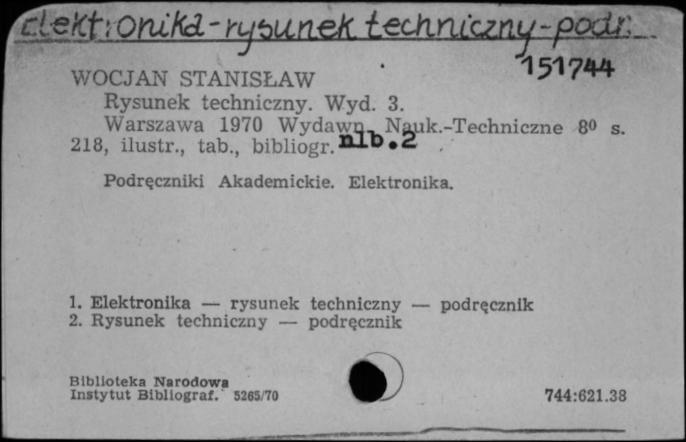 elektronika-rysunek techniczny-podr.
151744
WOCJAN STANISŁAW
Rysunek techniczny. Wyd. 3.
Warszawa 1970 Wydawn. Nauk.-Techniczne 8⁰ s.
218, ilustr., tab., bibliogr. nlb.2
Podręczniki Akademickie. Elektronika.
1. Elektronika — rysunek techniczny — podręcznik
2. Rysunek techniczny — podręcznik
Biblioteka Narodowa
Instytut Bibliograf. 5265/70
744:621.38